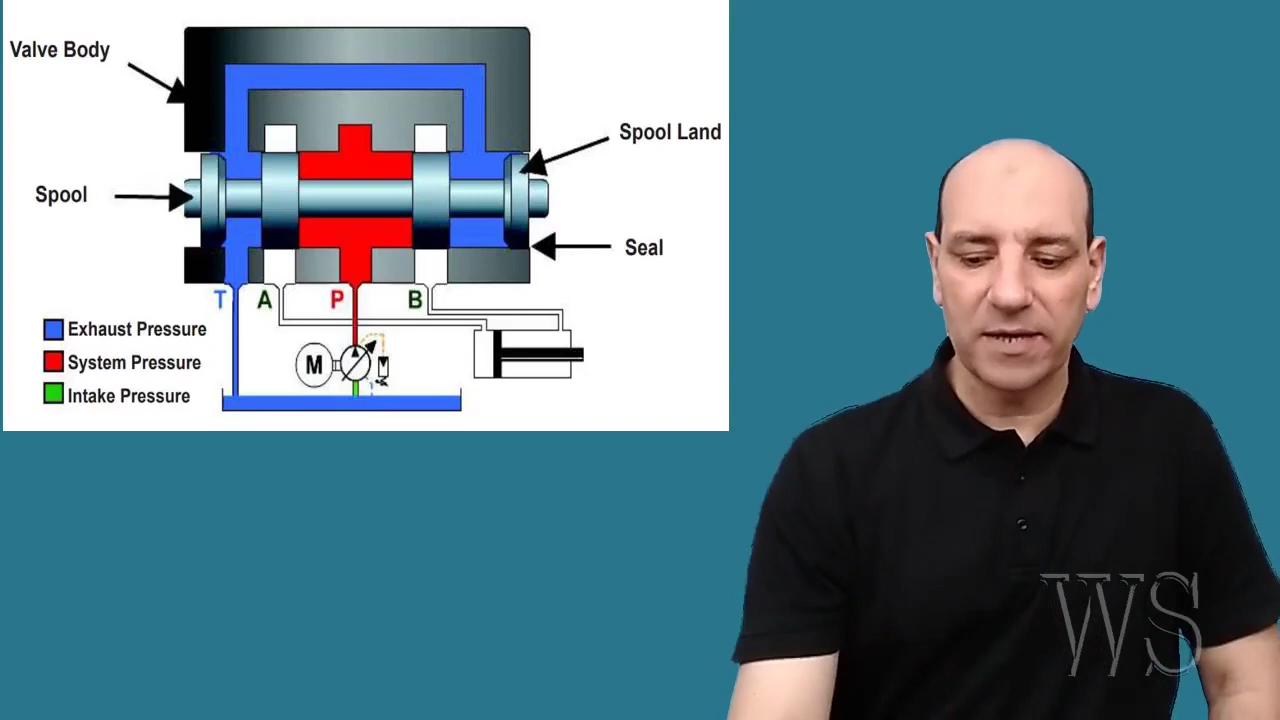 Valve Body
Spool Land
Spool
Seal
T A P B
Exhaust Pressure
System Pressure
M
Intake Pressure
WS